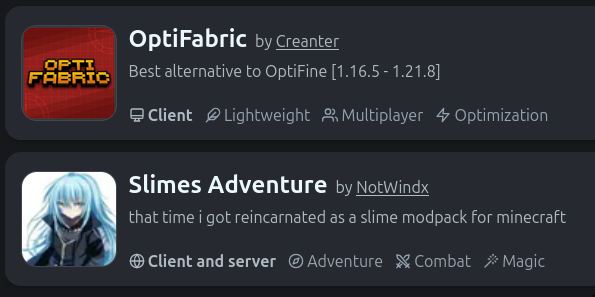 OPTI
FABRIC
OptiFabric by Creanter
Best alternative to OptiFine [1.16.5 - 1.21.8]
Client Lightweight Multiplayer Optimization
Slimes Adventure by NotWindx
that time i got reincarnated as a slime modpack for minecraft
Client and server Adventure Combat Magic